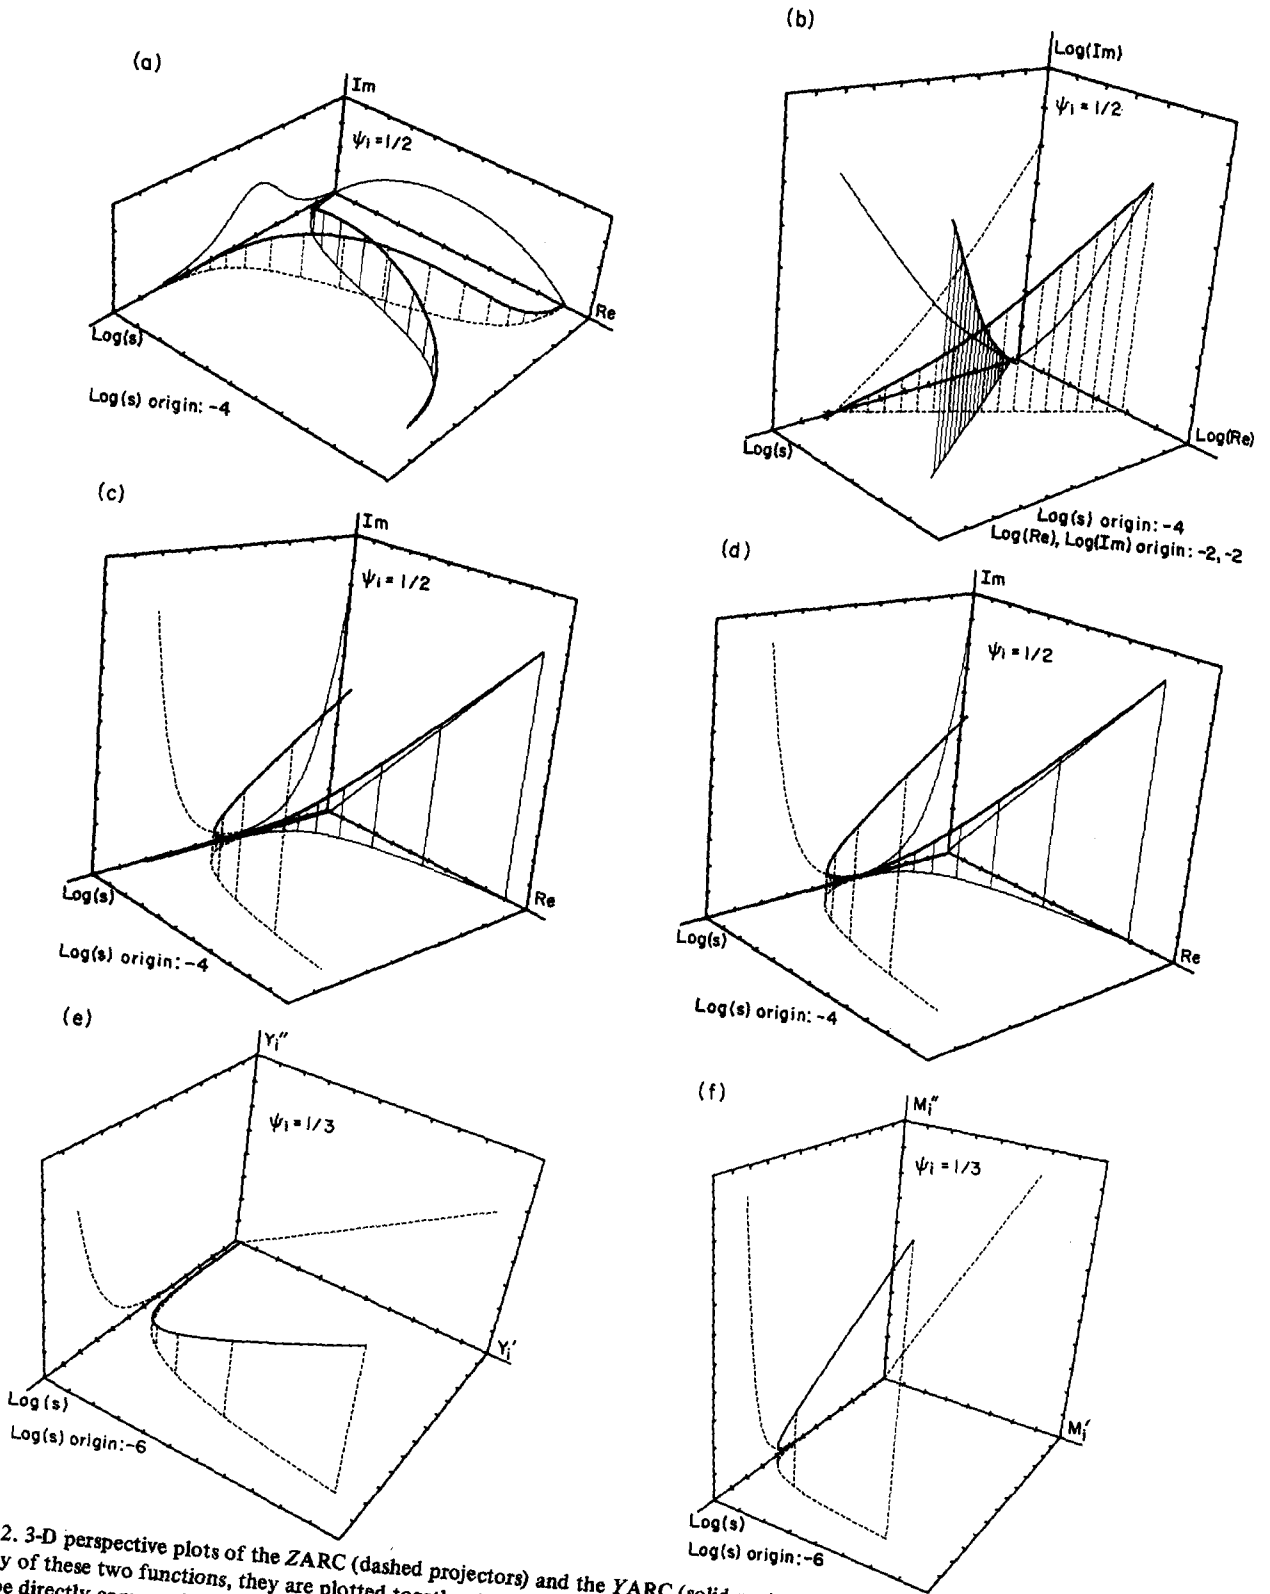 (a)
Im
ψi = 1/2
Re
Log(s)
Log(s) origin: -4
(b)
Log(Im)
ψi = 1/2
Log(s)
Log(Re)
Log(s) origin: -4
Log(Re), Log(Im) origin: -2, -2
(c)
Im
ψi = 1/2
Log(s)
Re
Log(s) origin: -4
(d)
Im
ψi = 1/2
Log(s)
Re
Log(s) origin: -4
(e)
Yi''
ψi = 1/3
Yi'
Log(s)
Log(s) origin: -6
(f)
Mi''
ψi = 1/3
Mi'
Log(s)
Log(s) origin: -6
2. 3-D perspective plots of the ZARC (dashed projectors) and the YARC (solid
y of these two functions, they are plotted
be directly